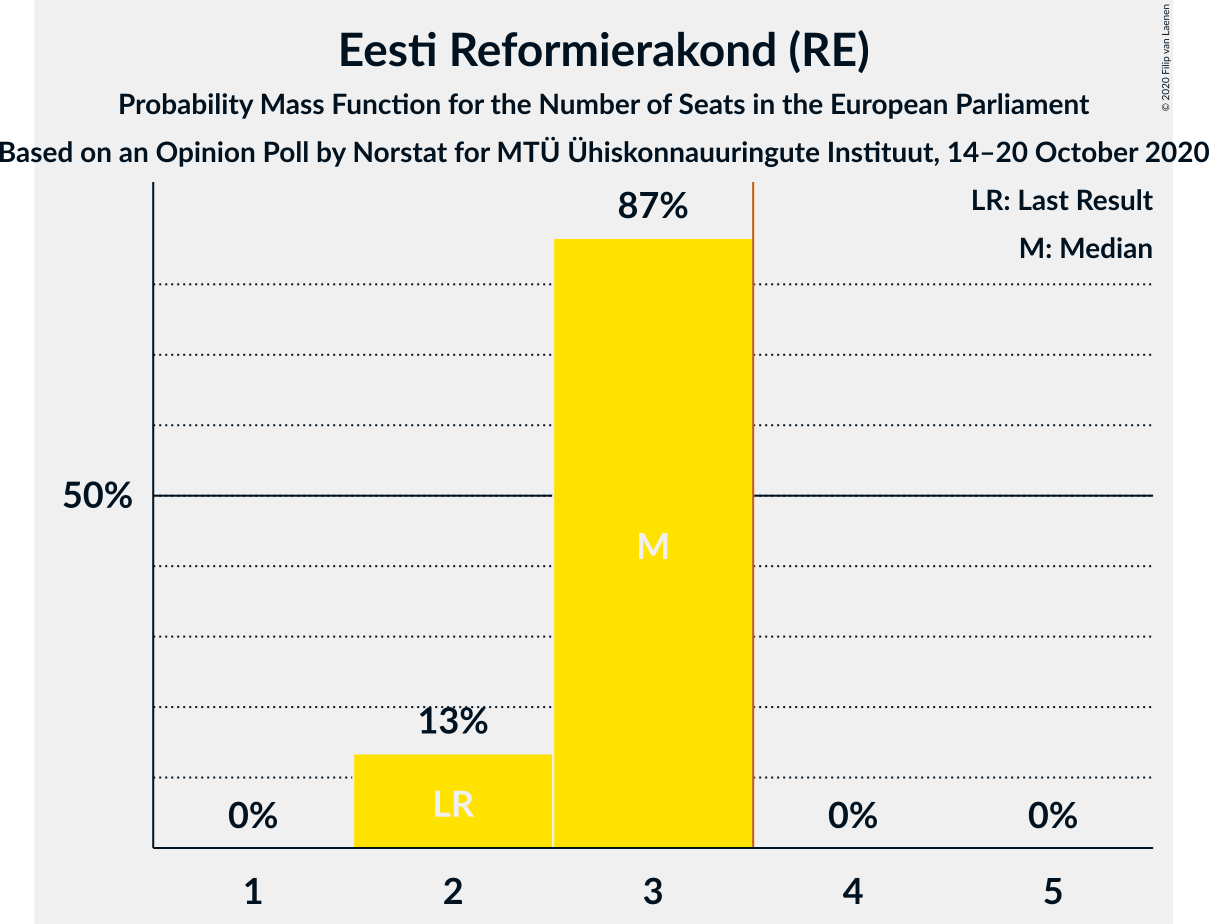 Eesti Reformierakond (RE)
Probability Mass Function for the Number of Seats in the European Parliament
Based on an Opinion Poll by Norstat for MTÜ Ühiskonnauuringute Instituut, 14–20 October 2020
© 2020 Filip van Laenen
LR: Last Result
M: Median
87%
50%
M
13%
LR
0%
0%
0%
1
2
3
4
5